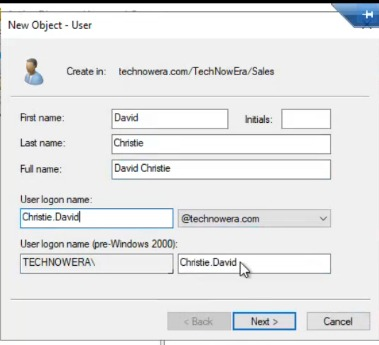 New Object - User
Create in: technowera.com/TechNowEra/Sales
First name: David Initials:
Last name: Christie
Full name: David Christie
User logon name:
Christie.David @technowera.com
User logon name (pre-Windows 2000):
TECHNOWERA\ Christie.David
< Back Next > Cancel